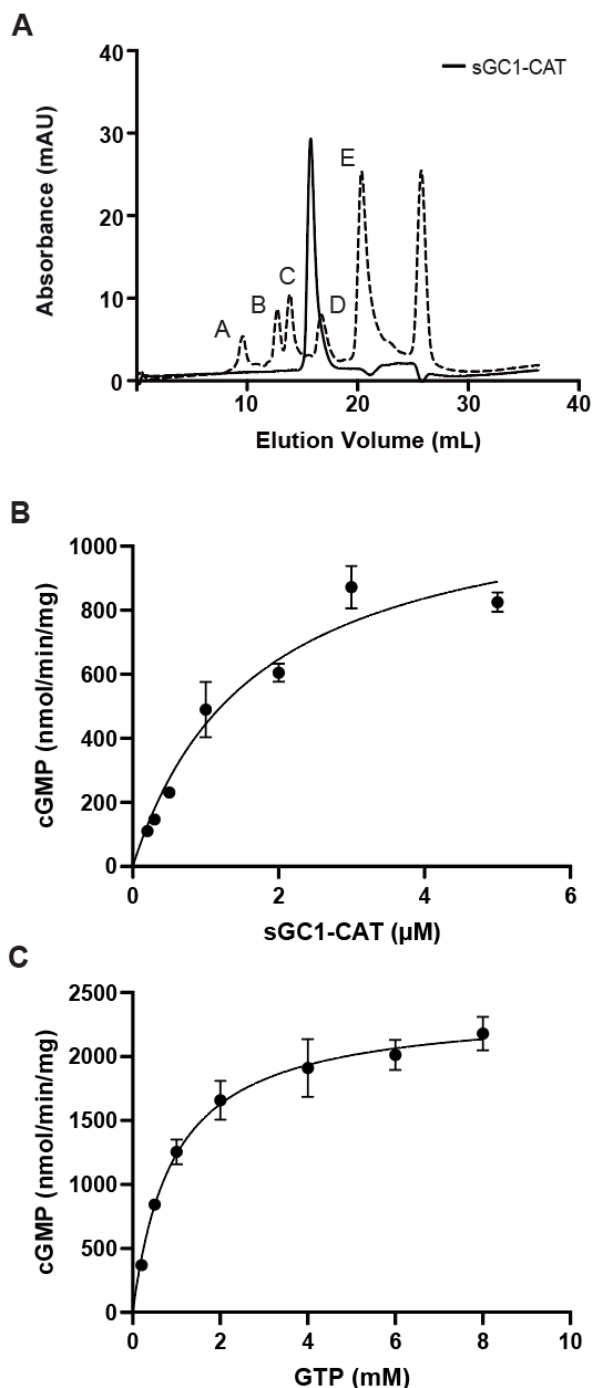 A
sGC1-CAT
Absorbance (mAU)
40
30
20
10
0
A
B
C
D
E
10
20
30
40
Elution Volume (mL)
B
cGMP (nmol/min/mg)
1000
800
600
400
200
0
0
2
4
6
sGC1-CAT (µM)
C
cGMP (nmol/min/mg)
2500
2000
1500
1000
500
0
0
2
4
6
8
10
GTP (mM)